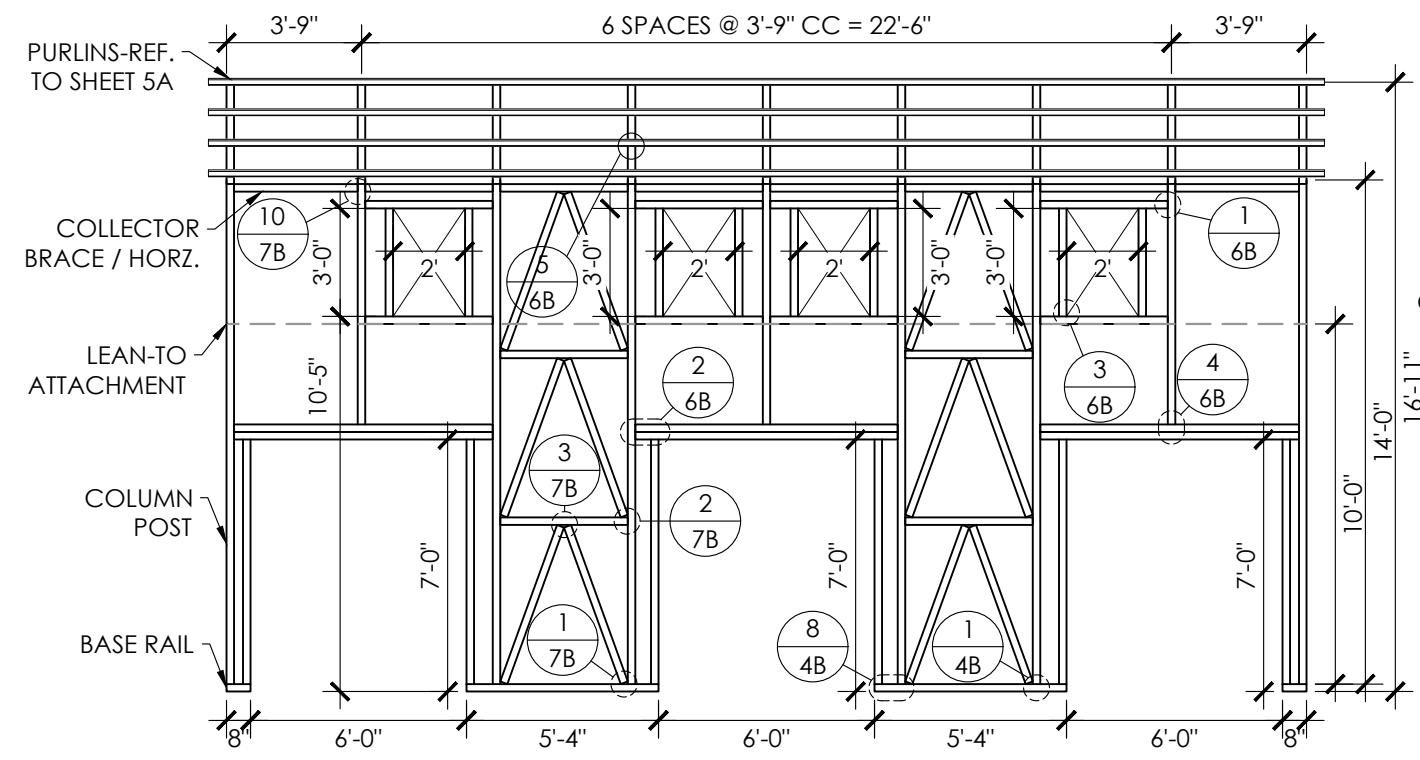 3'-9"
6 SPACES @ 3'-9" CC = 22'-6"
3'-9"
PURLINS-REF.
TO SHEET 5A
COLLECTOR
BRACE / HORZ.
10
7B
3'-0"
2'
5
6B
3'-0"
2'
2'
3'-0"
3'-0"
2'
1
6B
LEAN-TO
ATTACHMENT
10'-5"
2
6B
3
6B
4
6B
16'-11"
14'-0"
10'-0"
COLUMN
POST
3
7B
2
7B
7'-0"
7'-0"
7'-0"
BASE RAIL
1
7B
8
4B
1
4B
8"
6'-0"
5'-4"
6'-0"
5'-4"
6'-0"
8"